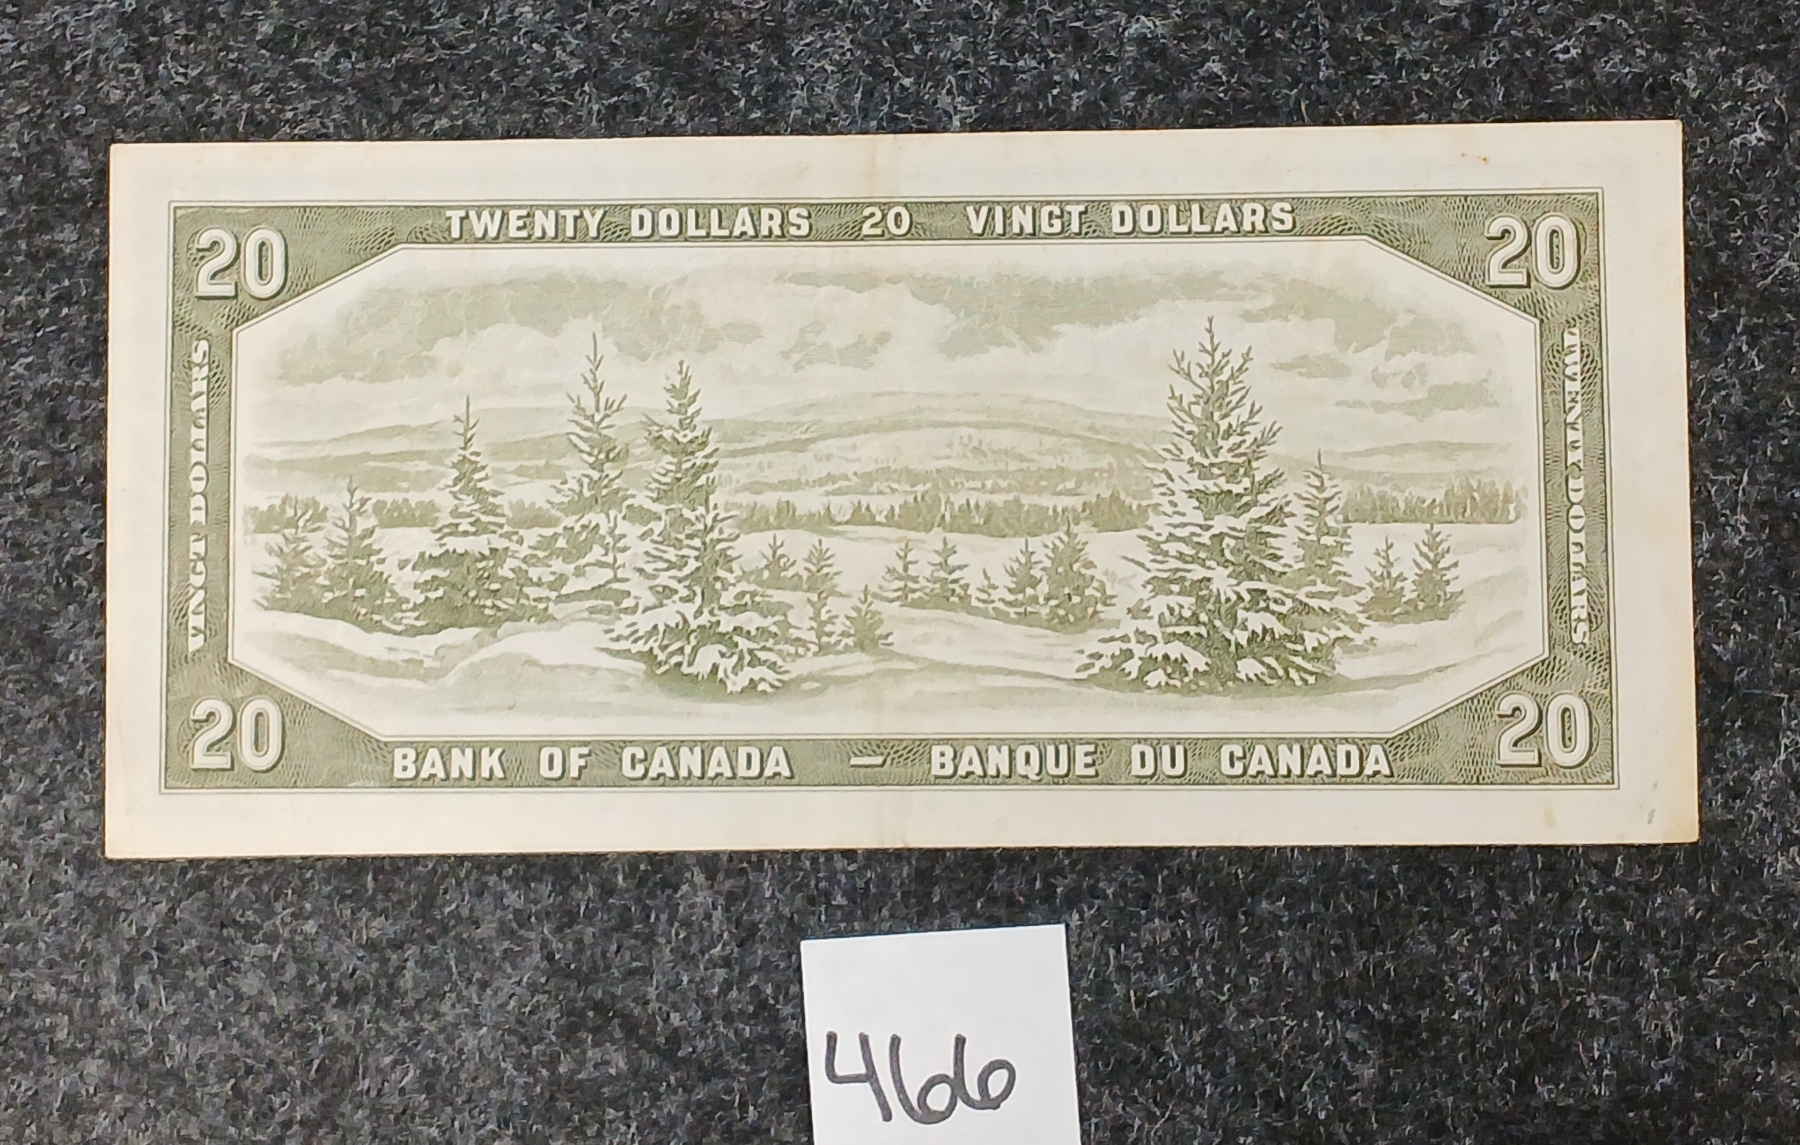 TWENTY DOLLARS 20 VINGT DOLLARS
20
20
VINGT DOLLARS
TWENTY DOLLARS
20
20
BANK OF CANADA — BANQUE DU CANADA
466